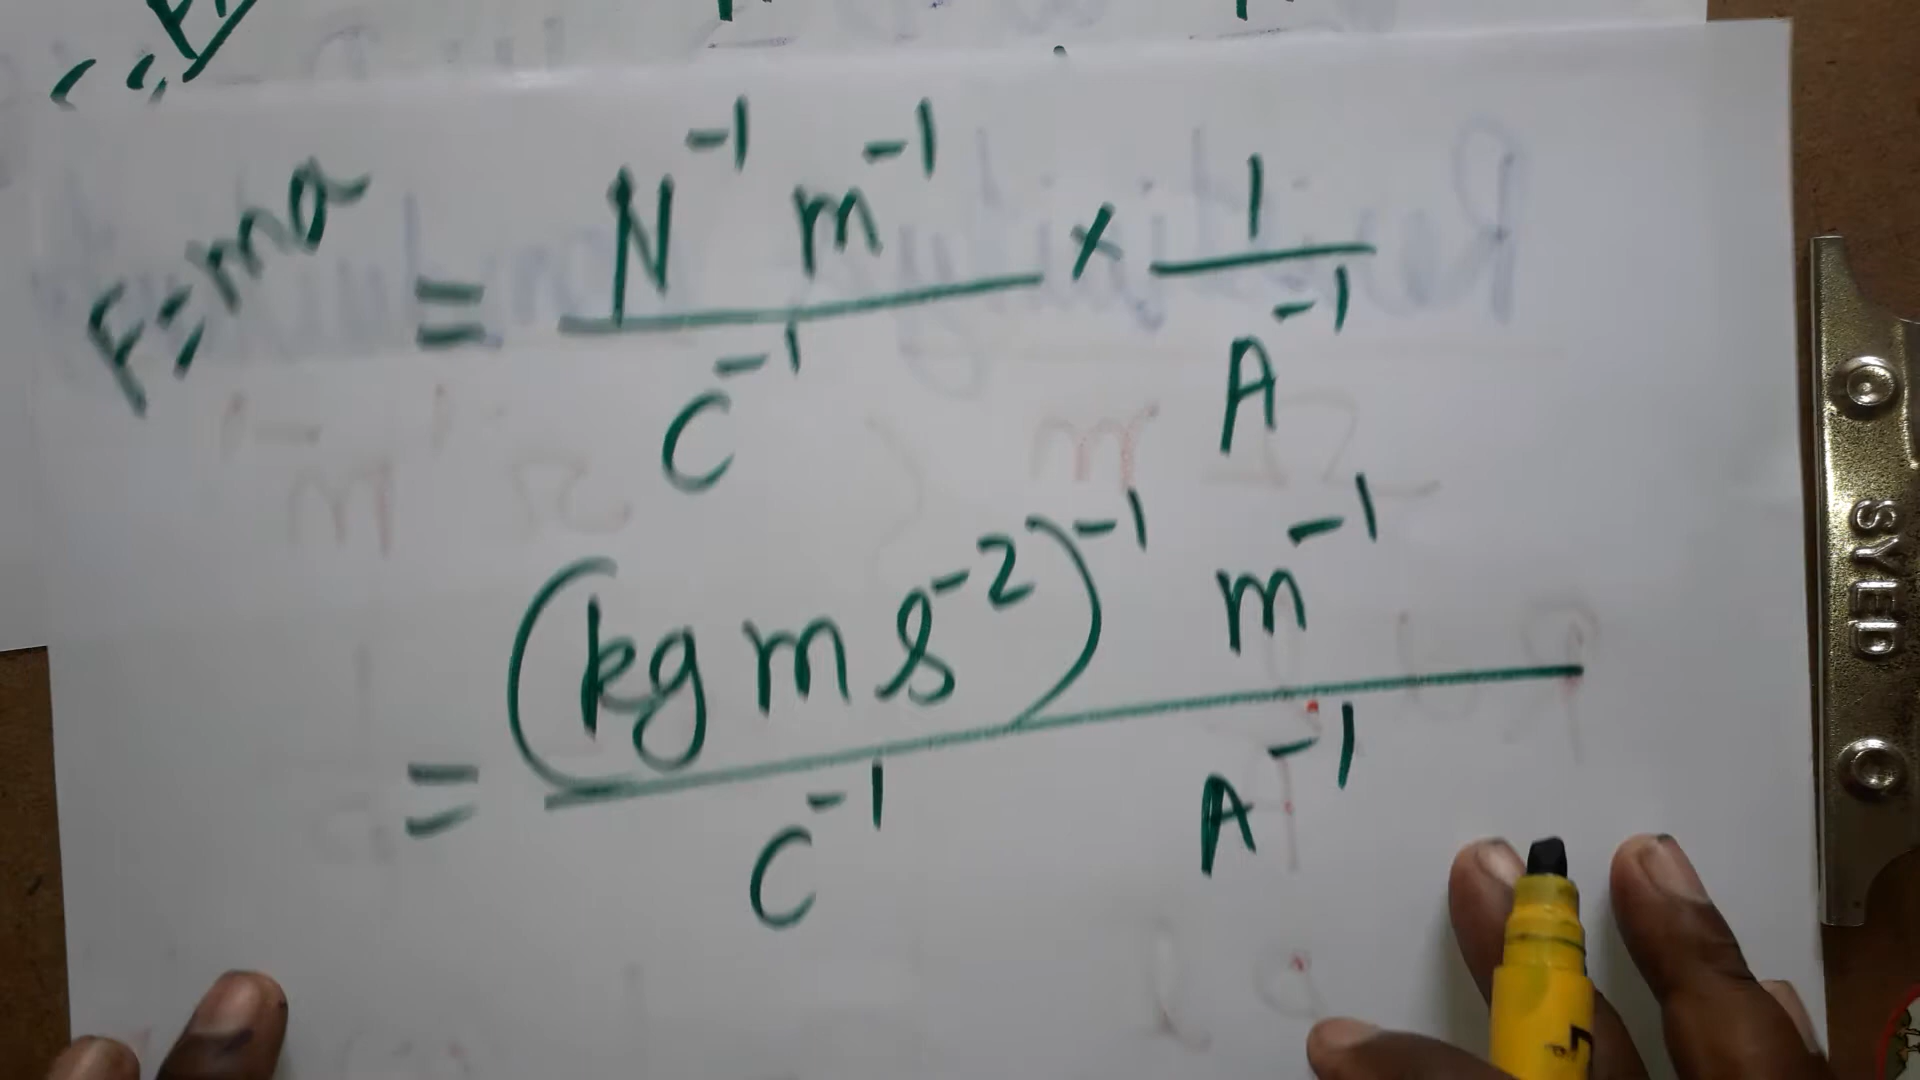 F=ma = N⁻¹ m⁻¹ / C⁻¹ × 1 / A⁻¹
= (kg m s⁻²)⁻¹ m⁻¹ / C⁻¹ A⁻¹
SYED